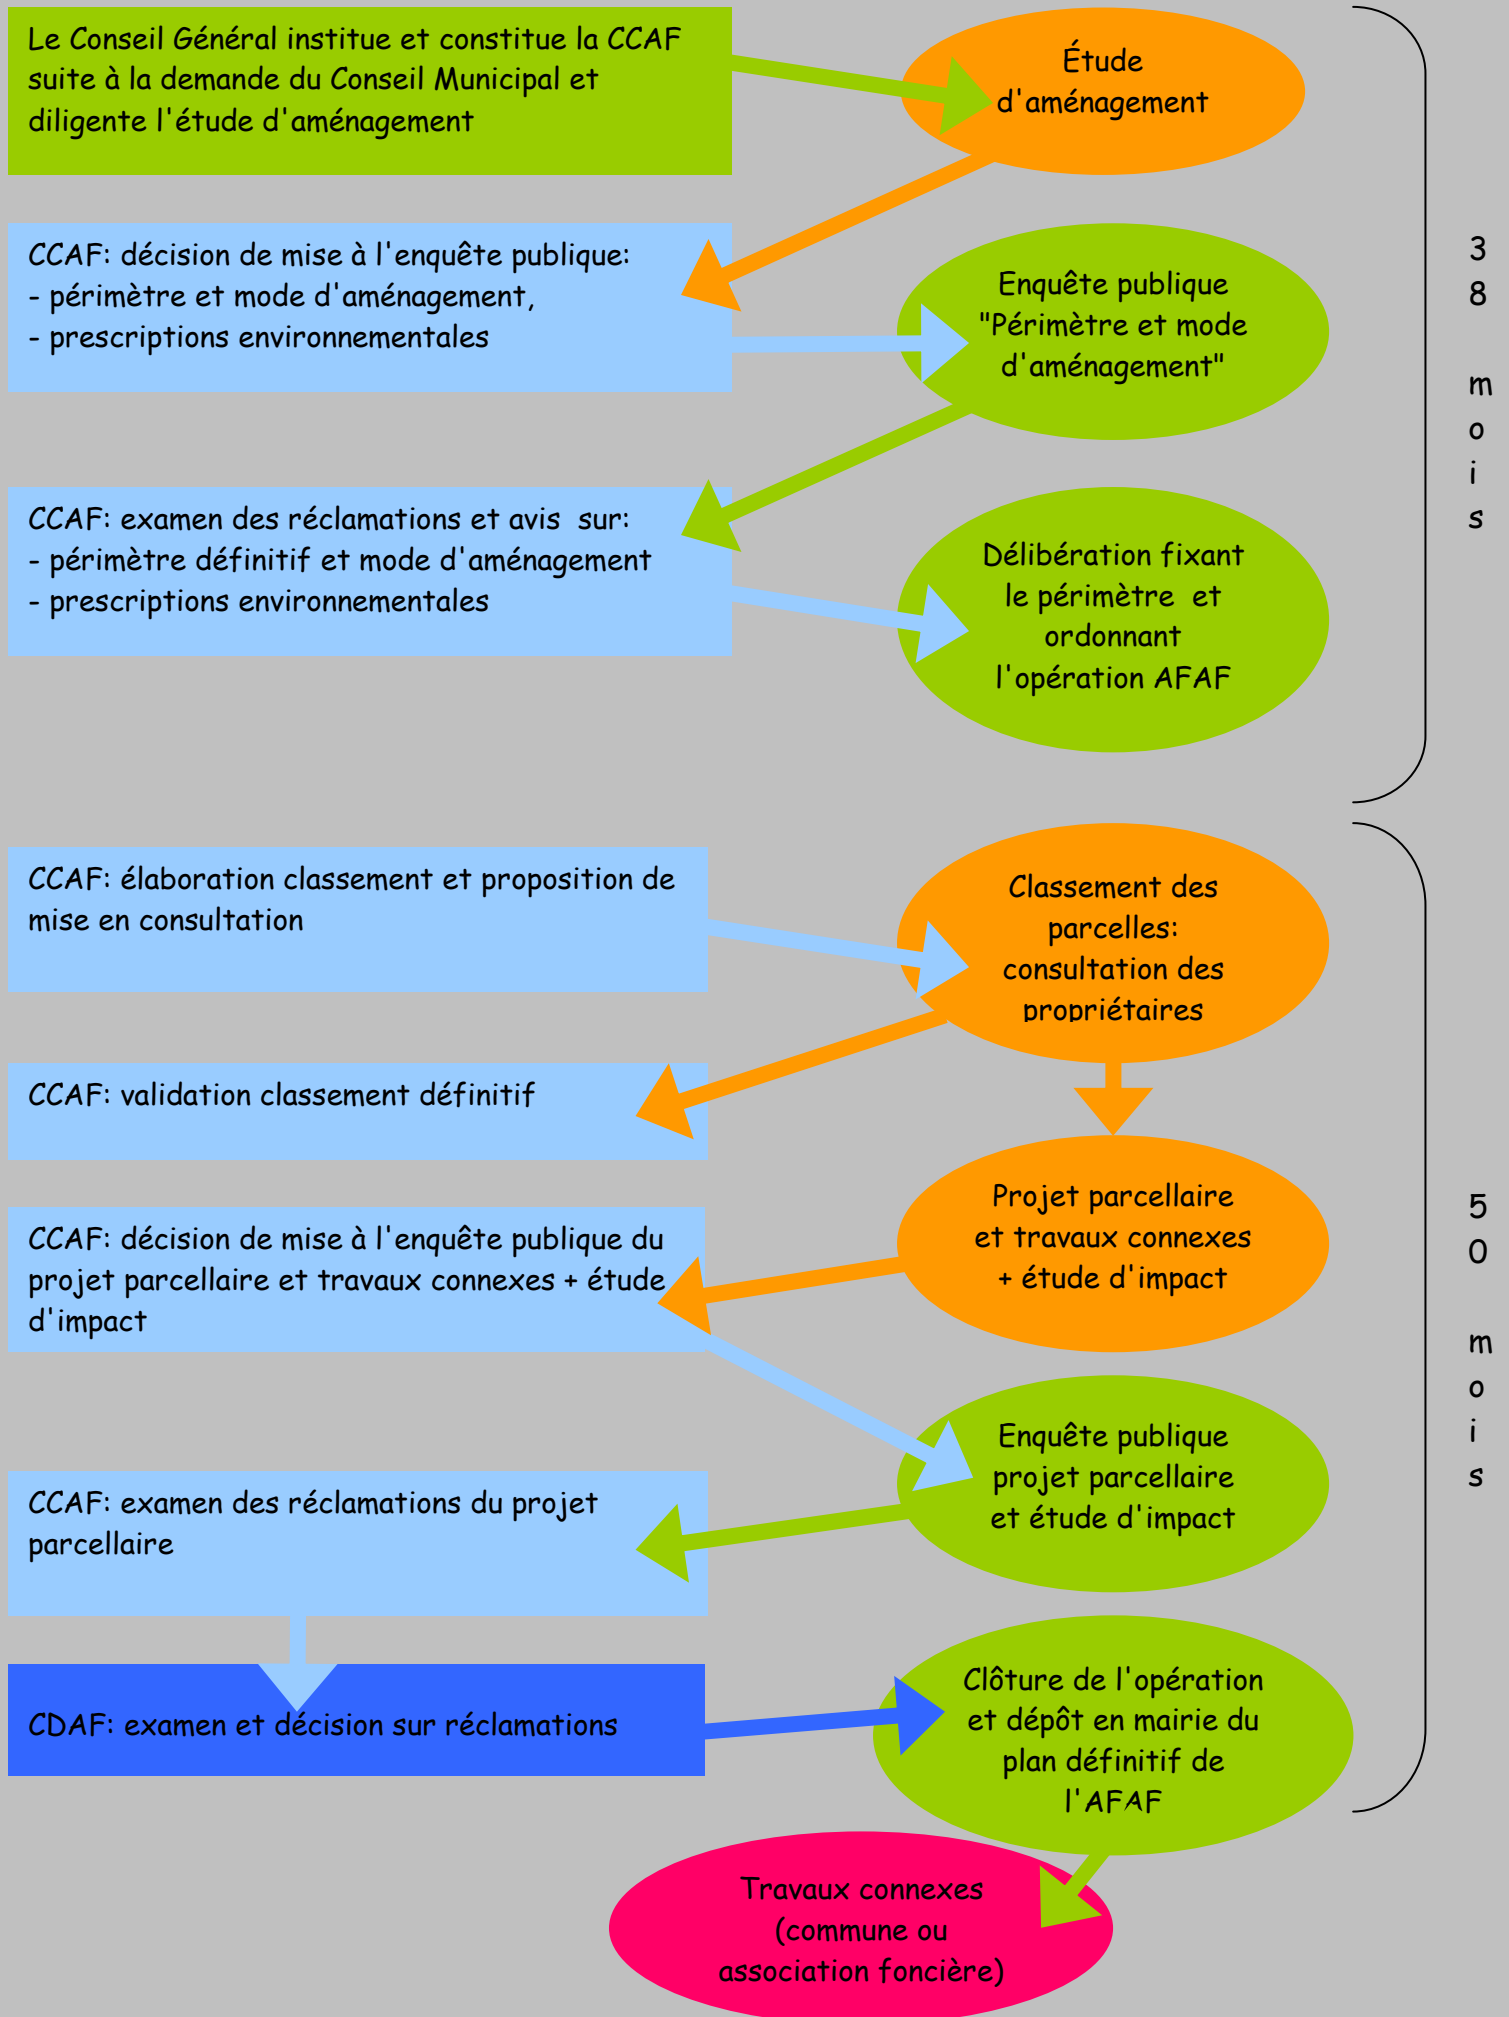 Le Conseil Général institue et constitue la CCAF
suite à la demande du Conseil Municipal et
diligente l'étude d'aménagement
Étude
d'aménagement
CCAF: décision de mise à l'enquête publique:
- périmètre et mode d'aménagement,
- prescriptions environnementales
Enquête publique
"Périmètre et mode
d'aménagement"
CCAF: examen des réclamations et avis  sur:
- périmètre définitif et mode d'aménagement
- prescriptions environnementales
Délibération fixant
le périmètre  et
ordonnant
l'opération AFAF
38 mois
CCAF: élaboration classement et proposition de
mise en consultation
Classement des
parcelles:
consultation des
propriétaires
CCAF: validation classement définitif
Projet parcellaire
et travaux connexes
+ étude d'impact
CCAF: décision de mise à l'enquête publique du
projet parcellaire et travaux connexes + étude
d'impact
Enquête publique
projet parcellaire
et étude d'impact
CCAF: examen des réclamations du projet
parcellaire
CDAF: examen et décision sur réclamations
Clôture de l'opération
et dépôt en mairie du
plan définitif de
l'AFAF
50 mois
Travaux connexes
(commune ou
association foncière)